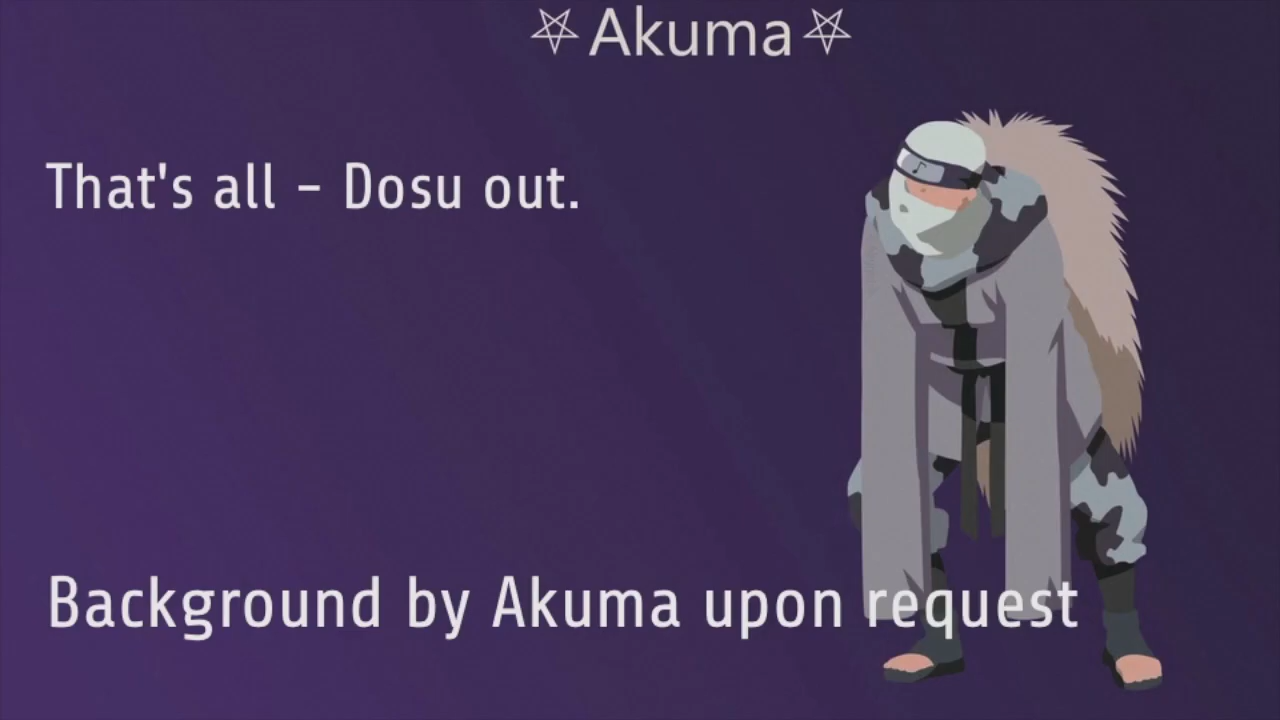 ⛧Akuma⛧
That's all - Dosu out.
Background by Akuma upon request